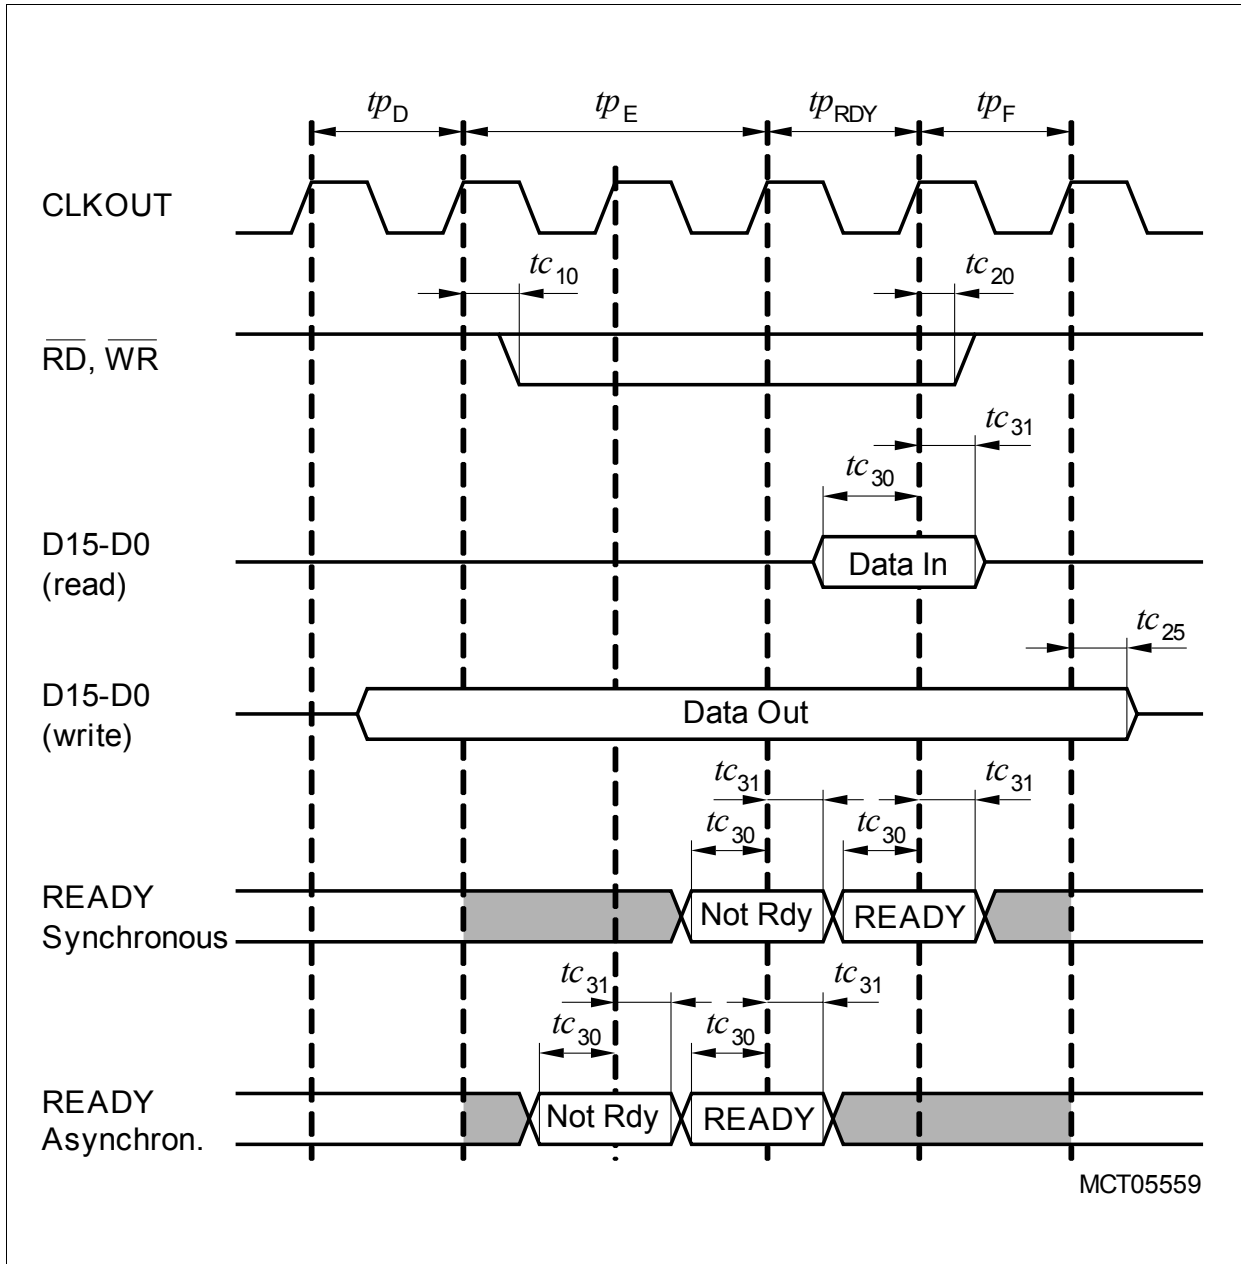 tpD tpE tpRDY tpF
CLKOUT
tc10 tc20
RD, WR
tc31
tc30
D15-D0
(read)
Data In
tc25
D15-D0
(write)
Data Out
tc31 tc31
tc30 tc30
READY
Synchronous
Not Rdy READY
tc31 tc31
tc30 tc30
READY
Asynchron.
Not Rdy READY
MCT05559